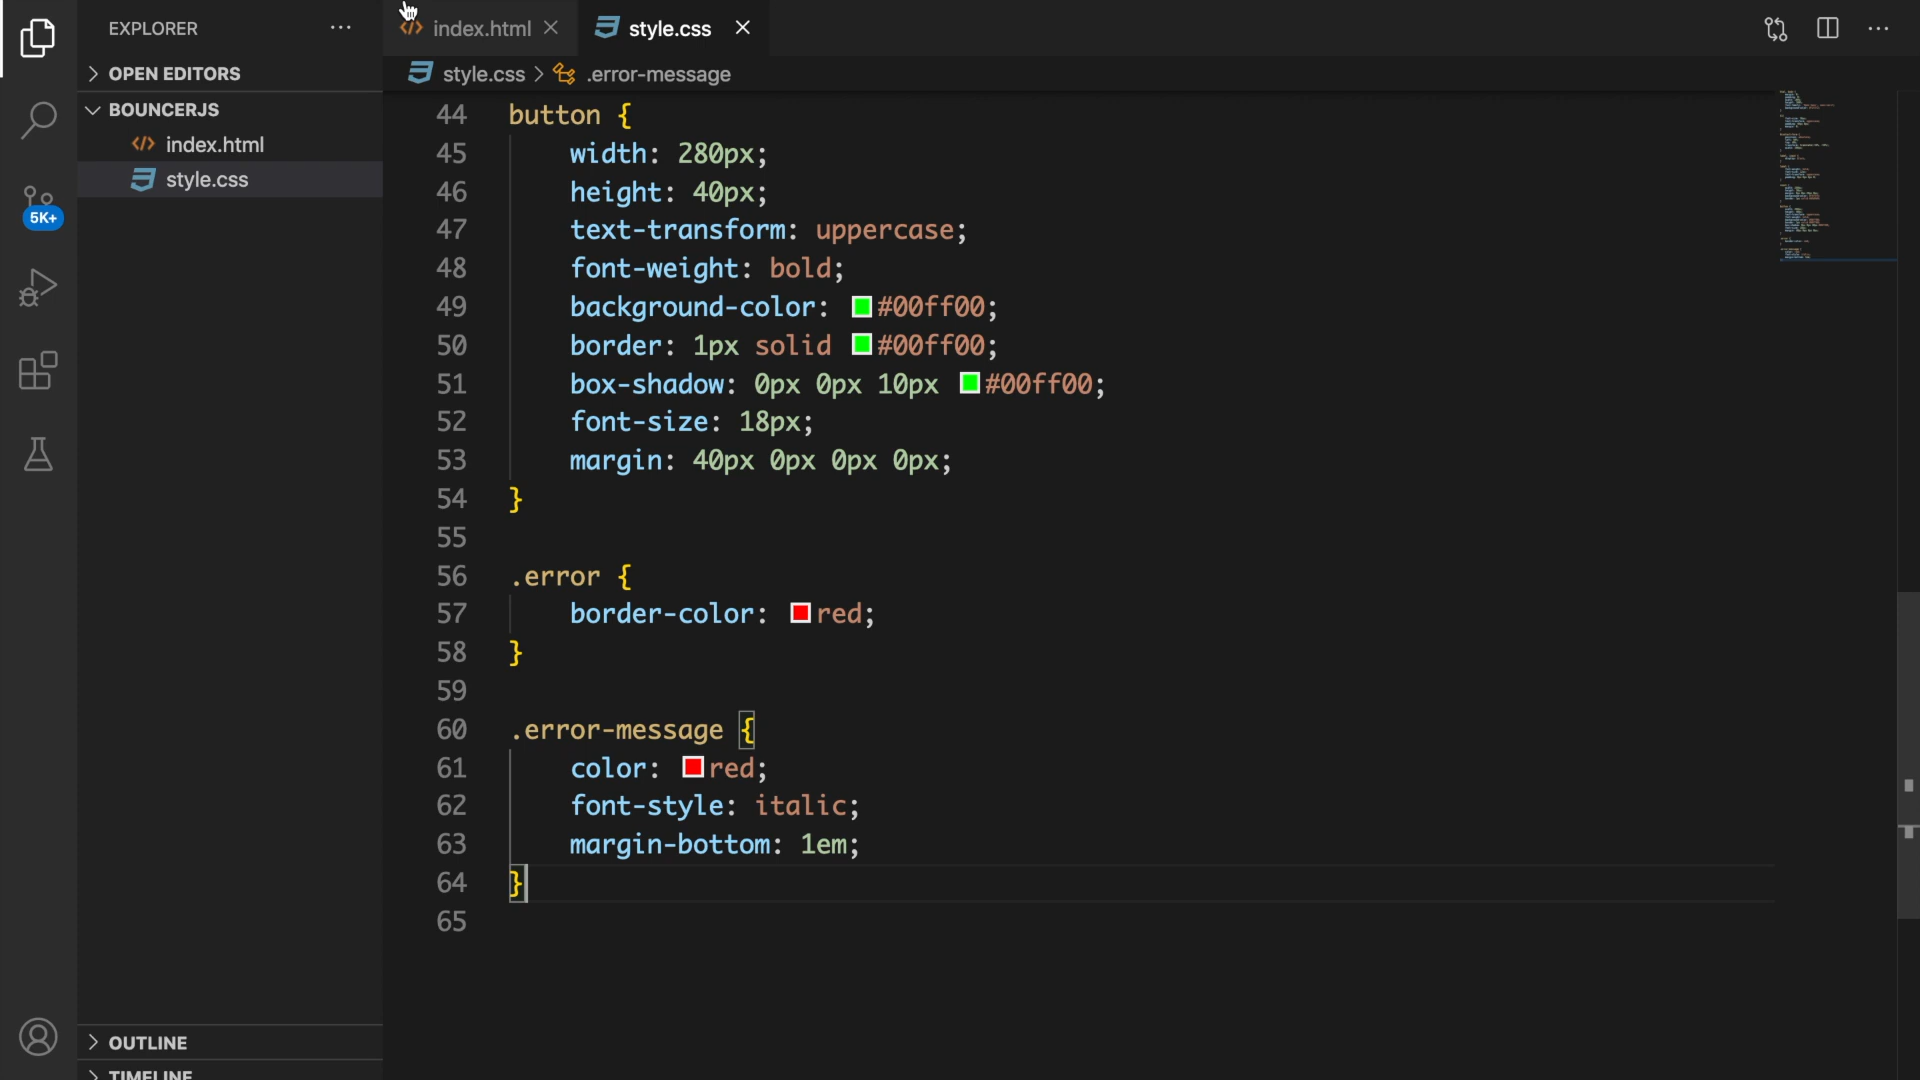 EXPLORER
OPEN EDITORS
BOUNCERJS
index.html
style.css
5K+
OUTLINE
TIMELINE
index.html
style.css
style.css > .error-message
44 button {
45 width: 280px;
46 height: 40px;
47 text-transform: uppercase;
48 font-weight: bold;
49 background-color: #00ff00;
50 border: 1px solid #00ff00;
51 box-shadow: 0px 0px 10px #00ff00;
52 font-size: 18px;
53 margin: 40px 0px 0px 0px;
54 }
55
56 .error {
57 border-color: red;
58 }
59
60 .error-message {
61 color: red;
62 font-style: italic;
63 margin-bottom: 1em;
64 }
65